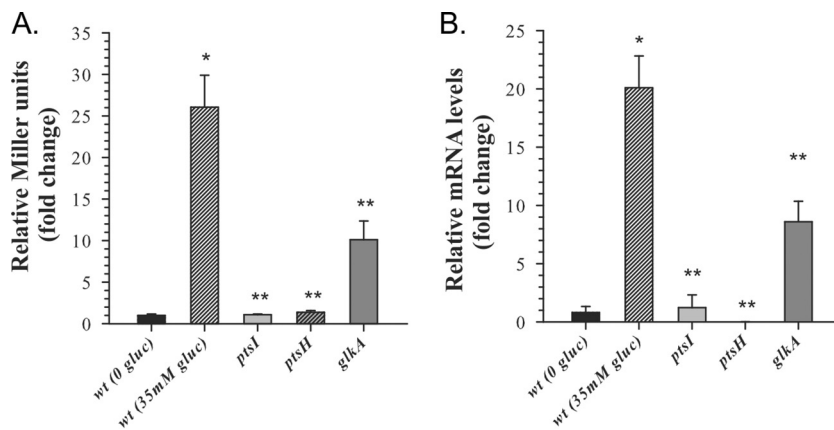 A.
Relative Miller units
(fold change)
35
30
25
20
15
10
5
0
*
**
**
**
wt (0 gluc)
wt (35mM gluc)
ptsI
ptsH
glkA
B.
Relative mRNA levels
(fold change)
25
20
15
10
5
0
*
**
**
**
wt (0 gluc)
wt (35mM gluc)
ptsI
ptsH
glkA